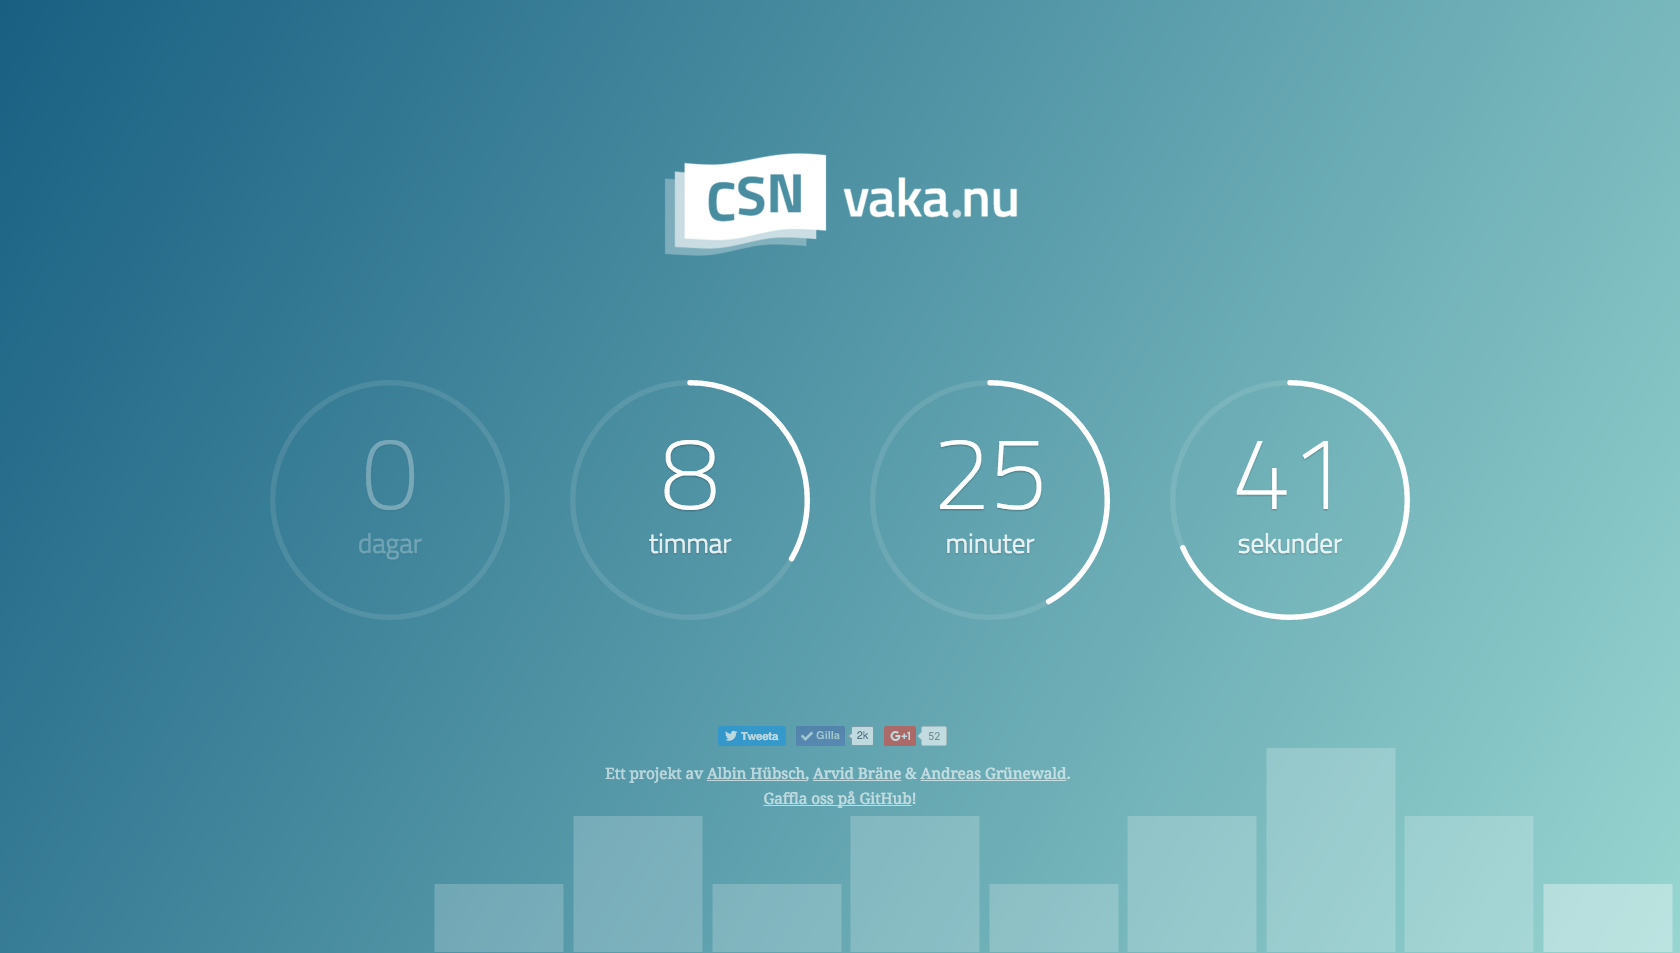 CSN vaka.nu
0 8 25 41
dagar timmar minuter sekunder
Tweeta Gilla 2k G+1 52
Ett projekt av Albin Hübsch, Arvid Bräne & Andreas Grünewald.
Gaffla oss på GitHub!